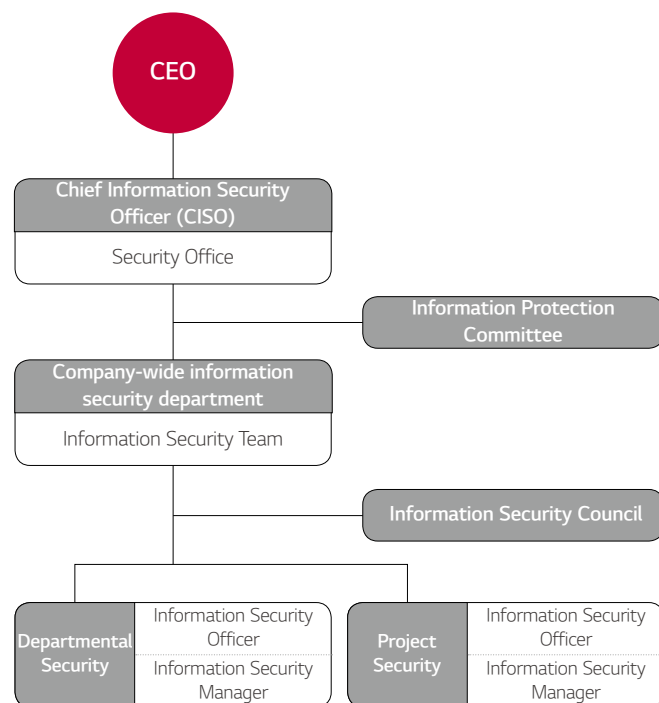 CEO
Chief Information Security
Officer (CISO)
Security Office
Information Protection
Committee
Company-wide information
security department
Information Security Team
Information Security Council
Departmental
Security
Information Security
Officer
Information Security
Manager
Project
Security
Information Security
Officer
Information Security
Manager